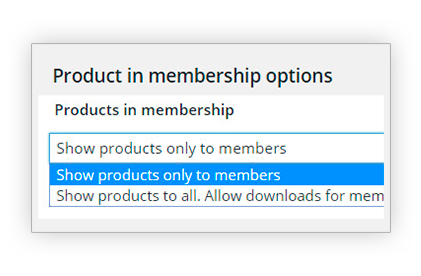 Product in membership options
Products in membership
Show products only to members
Show products only to members
Show products to all. Allow downloads for mem